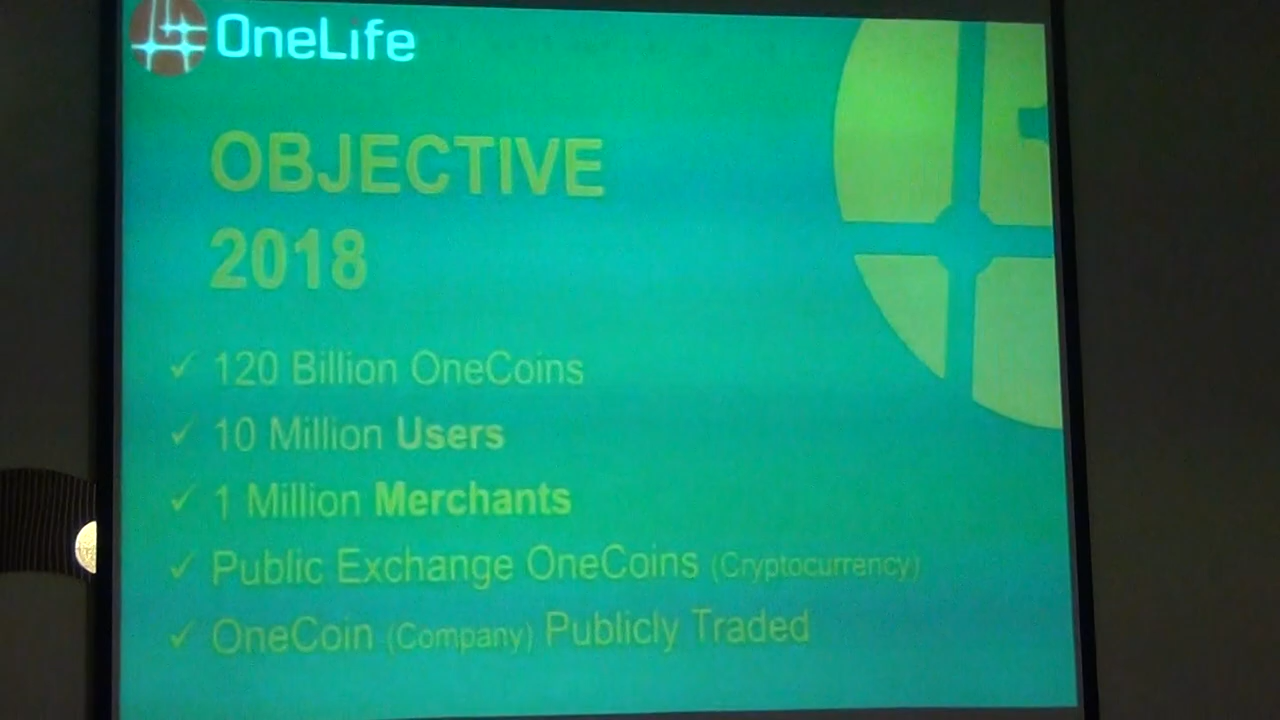 OneLife
OBJECTIVE
2018
✓ 120 Billion OneCoins
✓ 10 Million Users
✓ 1 Million Merchants
✓ Public Exchange OneCoins (Cryptocurrency)
✓ OneCoin (Company) Publicly Traded